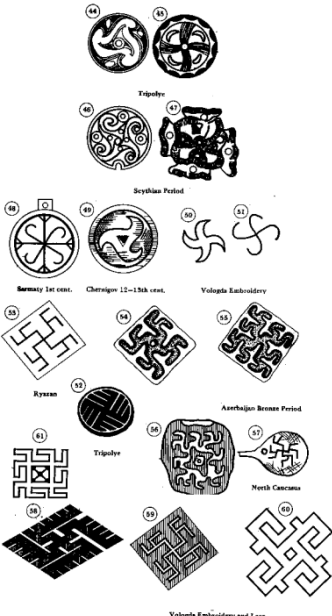 44
45
Tripolye
46
47
Scythian Period
48
49
50
51
Sarmaty 1st cent.
Chernigov 12–13th cent.
Vologda Embroidery
53
54
55
Ryazan
52
Azerbaijan Bronze Period
61
Tripolye
56
57
North Caucasus
58
59
60
Vologda Embroidery and Lace